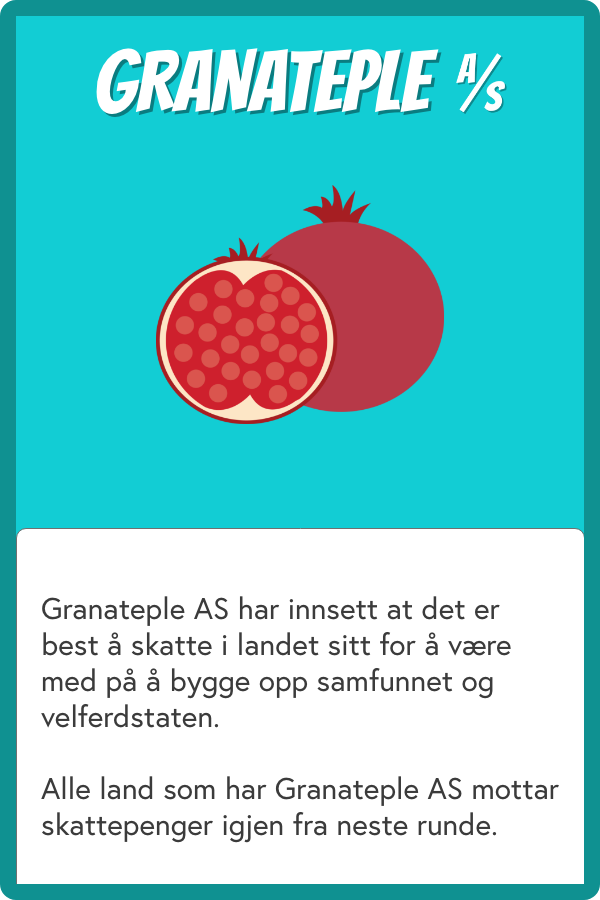 GRANATEPLE A/S
Granateple AS har innsett at det er
best å skatte i landet sitt for å være
med på å bygge opp samfunnet og
velferdstaten.
Alle land som har Granateple AS mottar
skattepenger igjen fra neste runde.